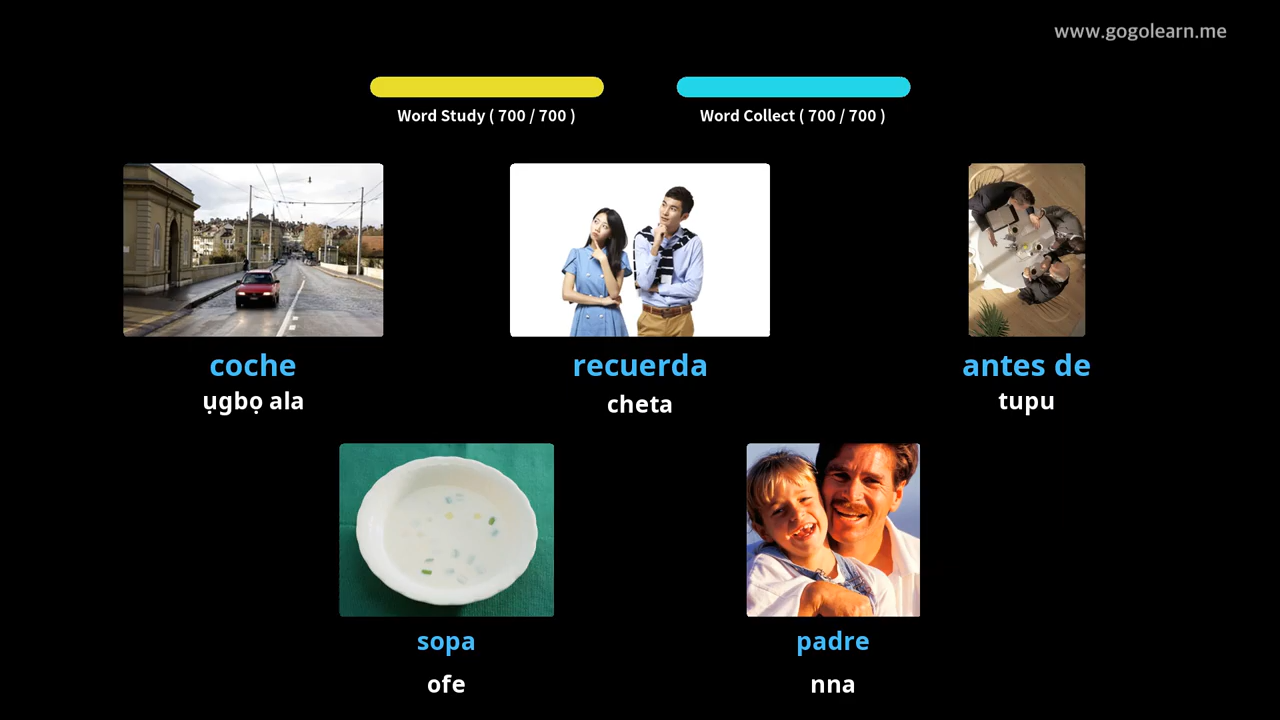 www.gogolearn.me
Word Study ( 700 / 700 )
Word Collect ( 700 / 700 )
coche
ụgbọ ala
recuerda
cheta
antes de
tupu
sopa
ofe
padre
nna